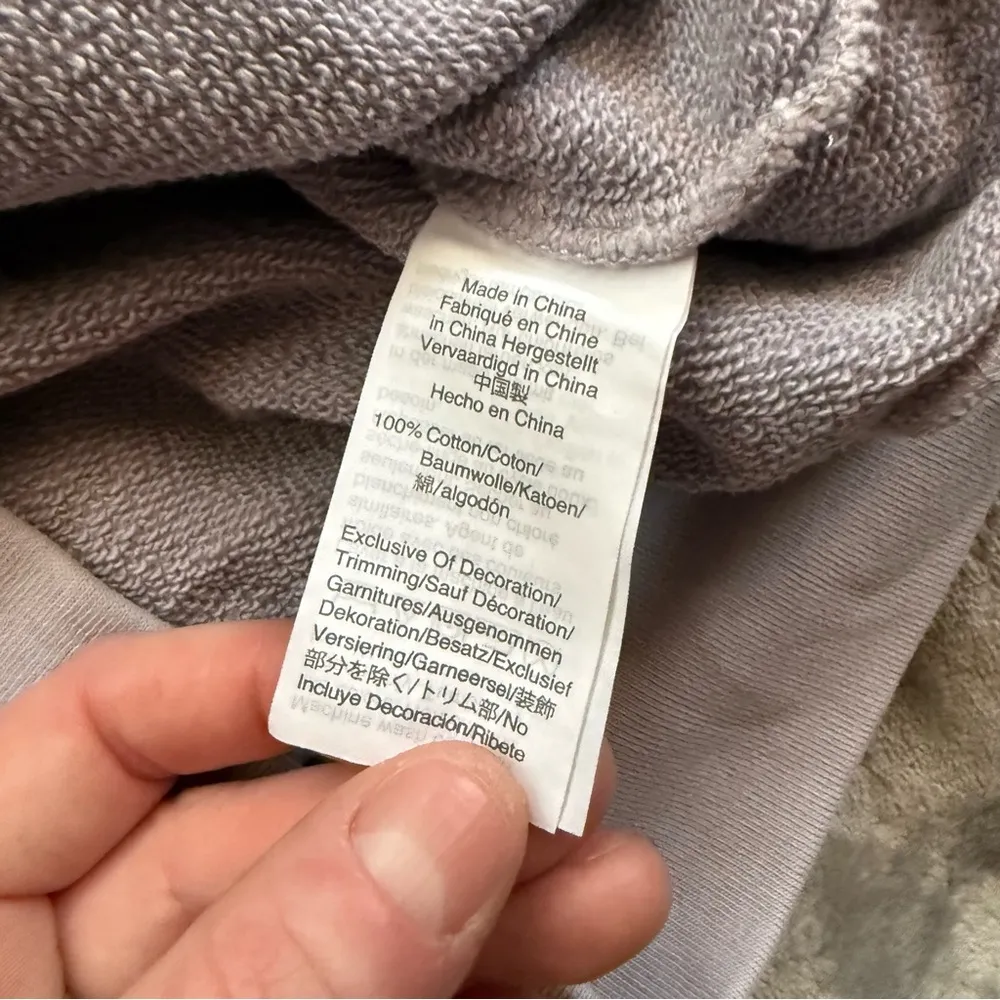 Made in China
Fabriqué en Chine
in China Hergestellt
Vervaardigd in China
中国製
Hecho en China
100% Cotton/Coton/
Baumwolle/Katoen/
綿/algodón
Exclusive Of Decoration/
Trimming/Sauf Décoration/
Garnitures/Ausgenommen
Dekoration/Besatz/Exclusief
Versiering/Garneersel/装飾
部分を除く/トリム部/No
Incluye Decoración/Ribete